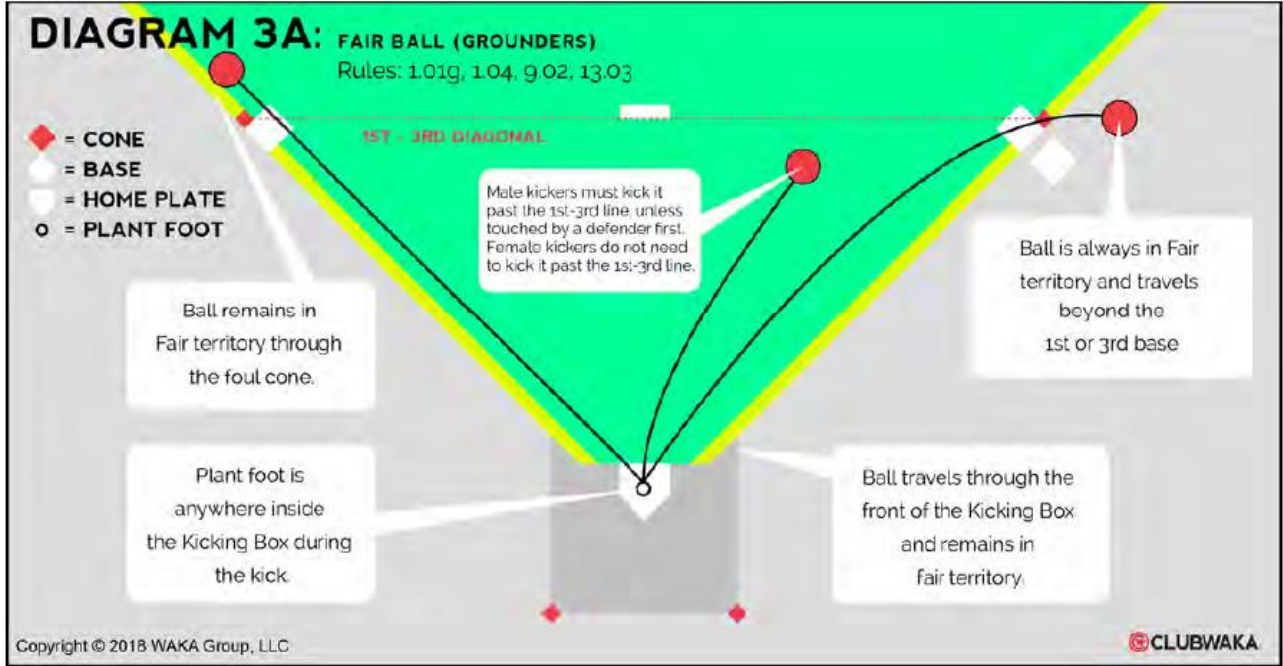 DIAGRAM 3A: FAIR BALL (GROUNDERS)
Rules: 1.01g, 1.04, 9.02, 13.03
= CONE
= BASE
= HOME PLATE
= PLANT FOOT
1ST - 3RD DIAGONAL
Male kickers must kick it
past the 1st-3rd line, unless
touched by a defender first.
Female kickers do not need
to kick it past the 1st-3rd line.
Ball is always in Fair
territory and travels
beyond the
1st or 3rd base
Ball remains in
Fair territory through
the foul cone.
Plant foot is
anywhere inside
the Kicking Box during
the kick.
Ball travels through the
front of the Kicking Box
and remains in
fair territory.
Copyright © 2018 WAKA Group, LLC
CLUBWAKA